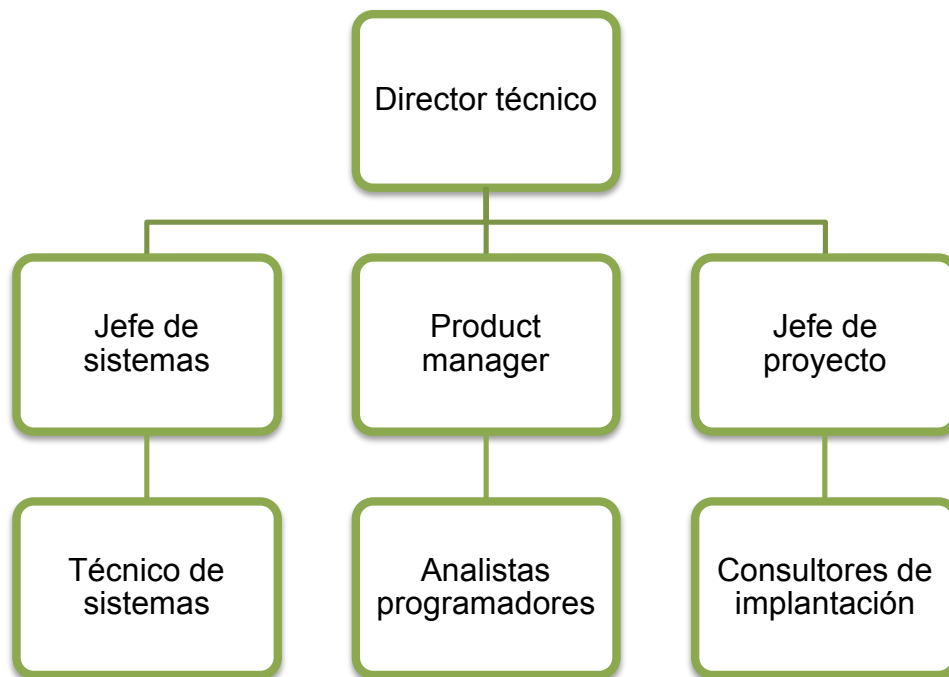 Director técnico
Jefe de
sistemas
Product
manager
Jefe de
proyecto
Técnico de
sistemas
Analistas
programadores
Consultores de
implantación